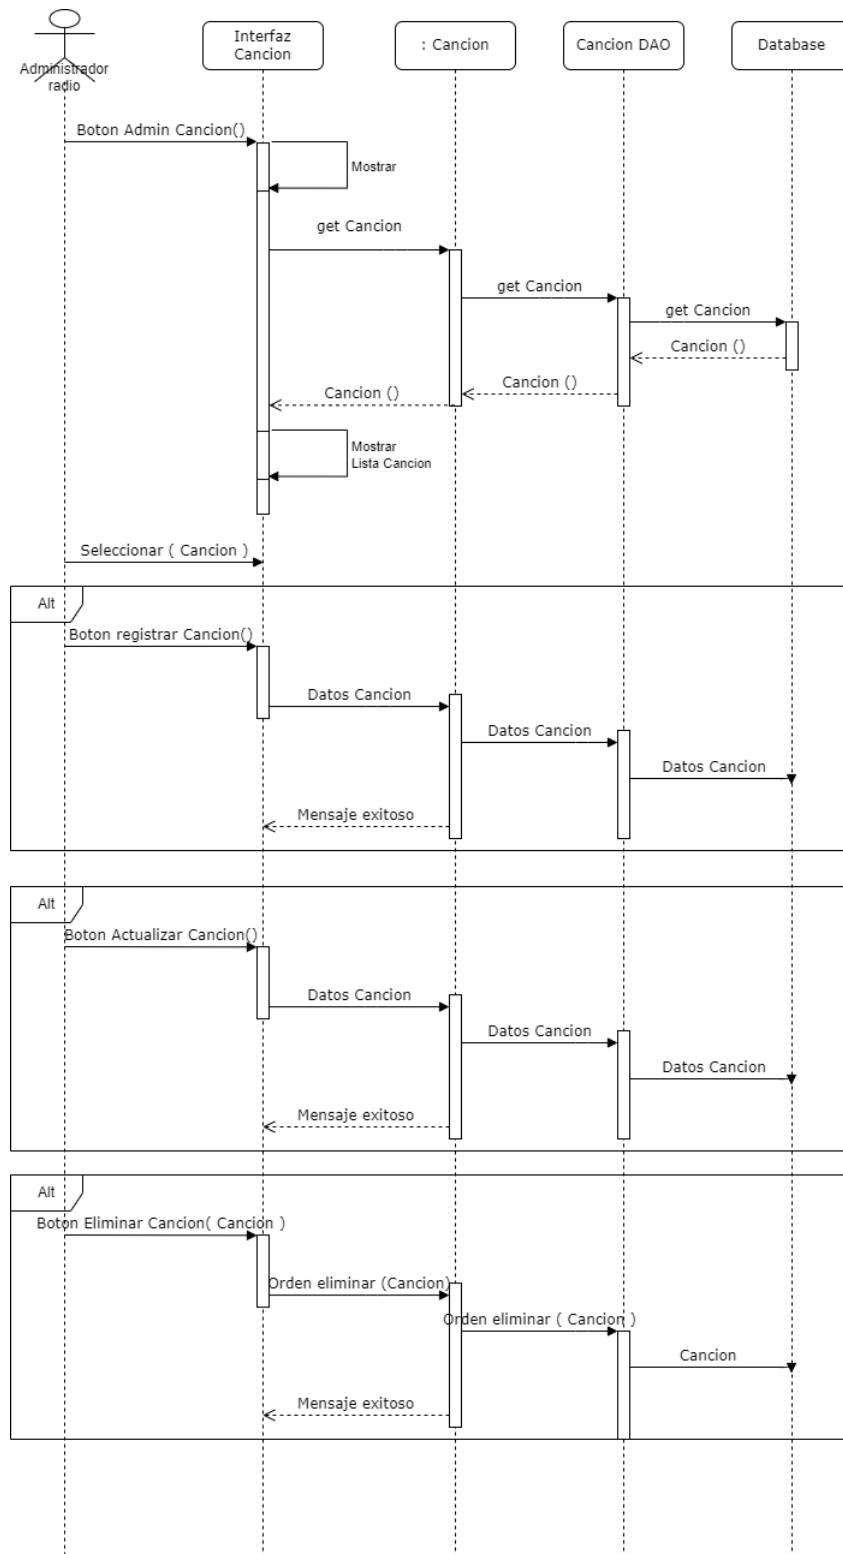 Administrador
radio
Interfaz
Cancion
: Cancion
Cancion DAO
Database
Boton Admin Cancion()
Mostrar
get Cancion
get Cancion
get Cancion
Cancion ()
Cancion ()
Cancion ()
Mostrar
Lista Cancion
Seleccionar ( Cancion )
Alt
Boton registrar Cancion()
Datos Cancion
Datos Cancion
Datos Cancion
Mensaje exitoso
Alt
Boton Actualizar Cancion()
Datos Cancion
Datos Cancion
Datos Cancion
Mensaje exitoso
Alt
Boton Eliminar Cancion( Cancion )
Orden eliminar (Cancion)
Orden eliminar ( Cancion )
Cancion
Mensaje exitoso